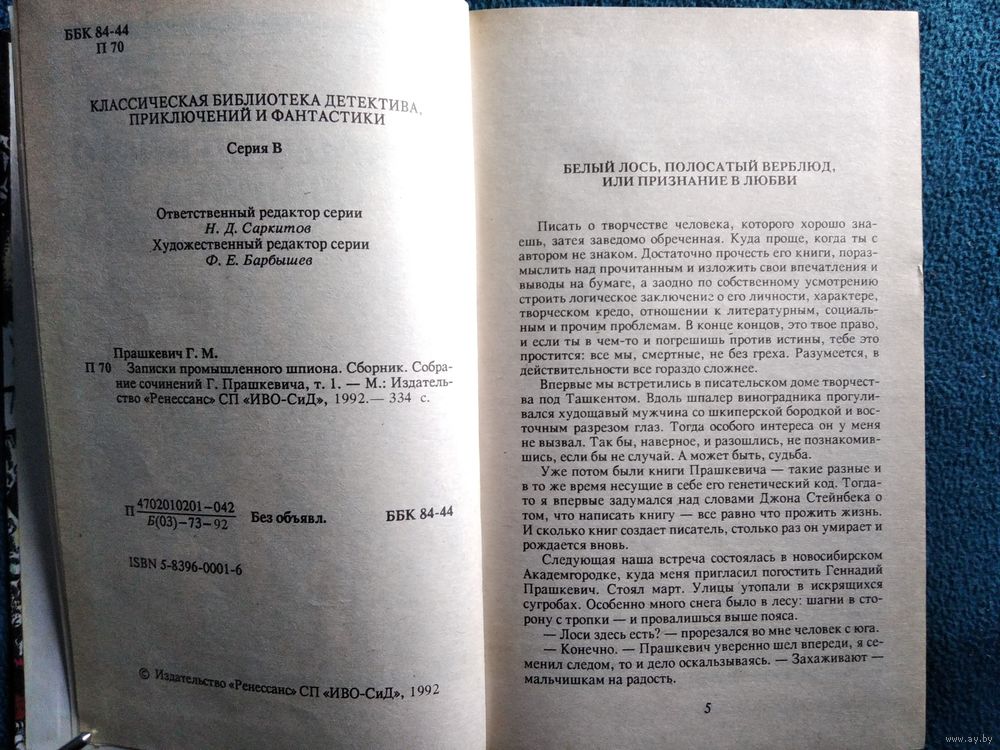 ББК 84-44
П 70
КЛАССИЧЕСКАЯ БИБЛИОТЕКА ДЕТЕКТИВА,
ПРИКЛЮЧЕНИЙ И ФАНТАСТИКИ
Серия В
Ответственный редактор серии
Н. Д. Саркитов
Художественный редактор серии
Ф. Е. Барбышев
Прашкевич Г. М.
П 70 Записки промышленного шпиона. Сборник. Собра-
ние сочинений Г. Прашкевича, т. 1. — М.: Издатель-
ство «Ренессанс» СП «ИВО-СиД», 1992.— 334 с.
П 4702010201—042
Б(03)—73—92 Без объявл. ББК 84-44
ISBN 5-8396-0001-6
© Издательство «Ренессанс» СП «ИВО-СиД», 1992
БЕЛЫЙ ЛОСЬ, ПОЛОСАТЫЙ ВЕРБЛЮД,
ИЛИ ПРИЗНАНИЕ В ЛЮБВИ
Писать о творчестве человека, которого хорошо зна-
ешь, затея заведомо обреченная. Куда проще, когда ты с
автором не знаком. Достаточно прочесть его книги, пораз-
мыслить над прочитанным и изложить свои впечатления и
выводы на бумаге, а заодно по собственному усмотрению
строить логическое заключение о его личности, характере,
творческом кредо, отношении к литературным, социаль-
ным и прочим проблемам. В конце концов, это твое право,
и если ты в чем-то и погрешишь против истины, тебе это
простится: все мы, смертные, не без греха. Разумеется, в
действительности все гораздо сложнее.
Впервые мы встретились в писательском доме творче-
ства под Ташкентом. Вдоль шпалер виноградника прогули-
вался худощавый мужчина со шкиперской бородкой и вос-
точным разрезом глаз. Тогда особого интереса он у меня
не вызвал. Так бы, наверное, и разошлись, не познакомив-
шись, если бы не случай. А может быть, судьба.
Уже потом были книги Прашкевича — такие разные и
в то же время несущие в себе его генетический код. Тогда-
то я впервые задумался над словами Джона Стейнбека о
том, что написать книгу — все равно что прожить жизнь.
И сколько книг создает писатель, столько раз он умирает и
рождается вновь.
Следующая наша встреча состоялась в новосибирском
Академгородке, куда меня пригласил погостить Геннадий
Прашкевич. Стоял март. Улицы утопали в искрящихся
сугробах. Особенно много снега было в лесу: шагни в сто-
рону с тропки — и провалишься выше пояса.
— Лоси здесь есть? — прорезался во мне человек с юга.
— Конечно. — Прашкевич уверенно шел впереди, я се-
менил следом, то и дело оскальзываясь. — Захаживают —
мальчишкам на радость.
5
www.ay.by